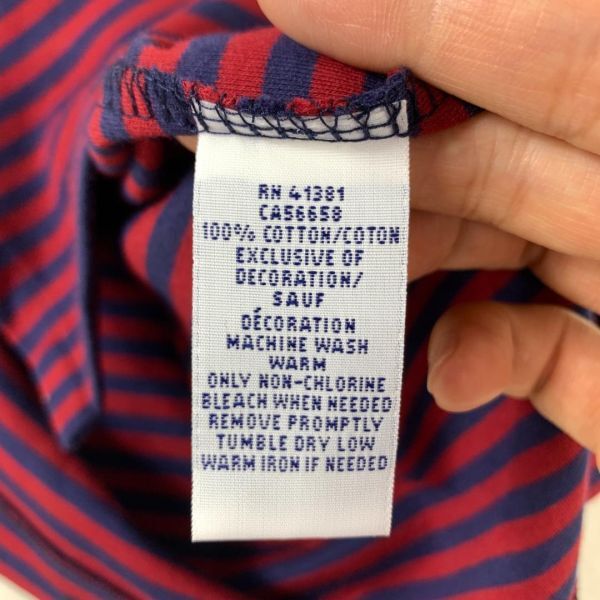 RN 41381
CA56658
100% COTTON/COTON
EXCLUSIVE OF
DECORATION/
SAUF
DÉCORATION
MACHINE WASH
WARM
ONLY NON-CHLORINE
BLEACH WHEN NEEDED
REMOVE PROMPTLY
TUMBLE DRY LOW
WARM IRON IF NEEDED